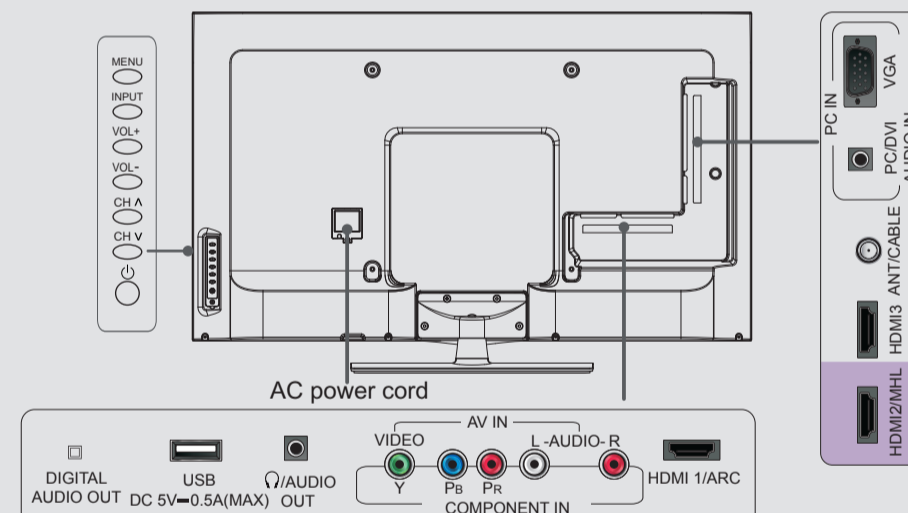 MENU
INPUT
VOL+
VOL-
CH ∧
CH ∨
AC power cord
DIGITAL
AUDIO OUT
USB
DC 5V⎓0.5A(MAX)
/AUDIO
OUT
AV IN
VIDEO
L -AUDIO- R
Y
PB
PR
COMPONENT IN
HDMI 1/ARC
PC IN
VGA
PC/DVI
AUDIO IN
ANT/CABLE
HDMI3
HDMI2/MHL